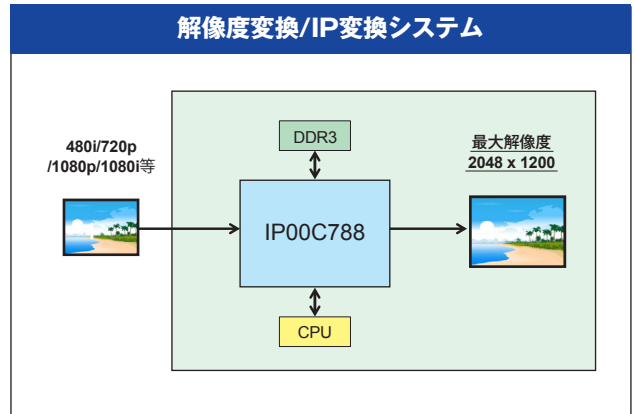 解像度変換/IP変換システム
480i/720p
/1080p/1080i等
DDR3
最大解像度
2048 x 1200
IP00C788
CPU